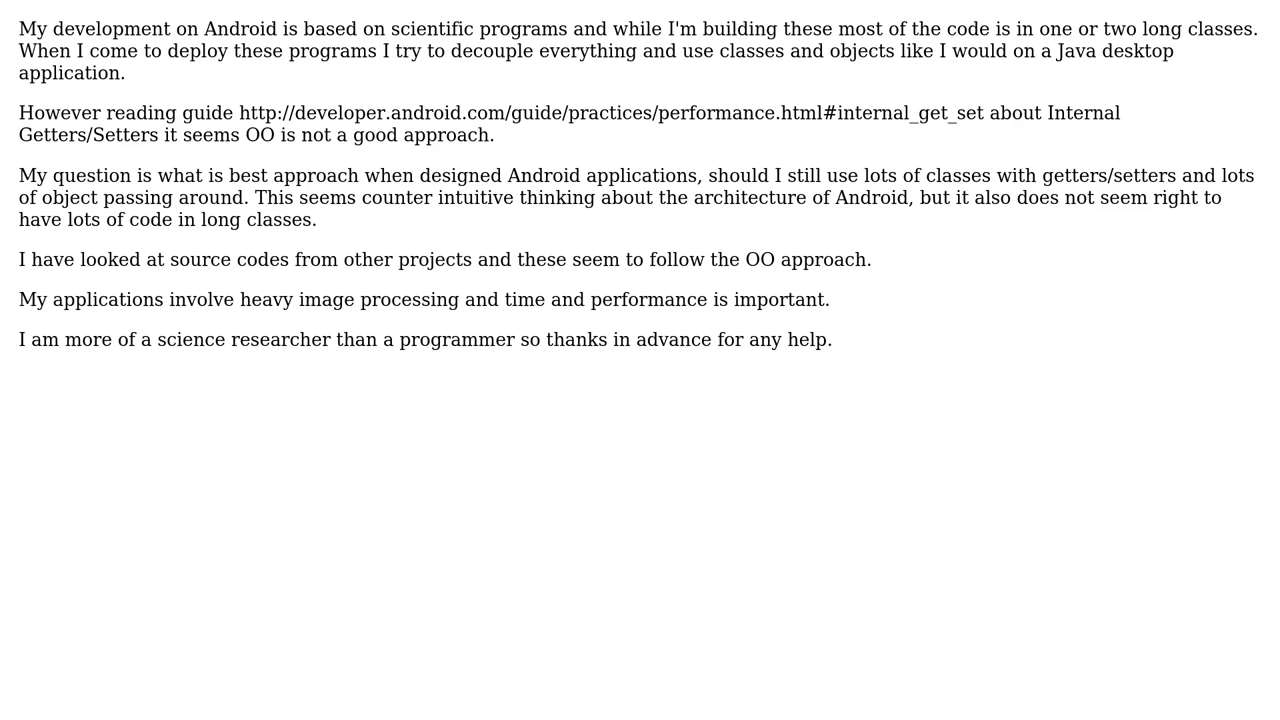 My development on Android is based on scientific programs and while I'm building these most of the code is in one or two long classes.
When I come to deploy these programs I try to decouple everything and use classes and objects like I would on a Java desktop
application.
However reading guide http://developer.android.com/guide/practices/performance.html#internal_get_set about Internal
Getters/Setters it seems OO is not a good approach.
My question is what is best approach when designed Android applications, should I still use lots of classes with getters/setters and lots
of object passing around. This seems counter intuitive thinking about the architecture of Android, but it also does not seem right to
have lots of code in long classes.
I have looked at source codes from other projects and these seem to follow the OO approach.
My applications involve heavy image processing and time and performance is important.
I am more of a science researcher than a programmer so thanks in advance for any help.